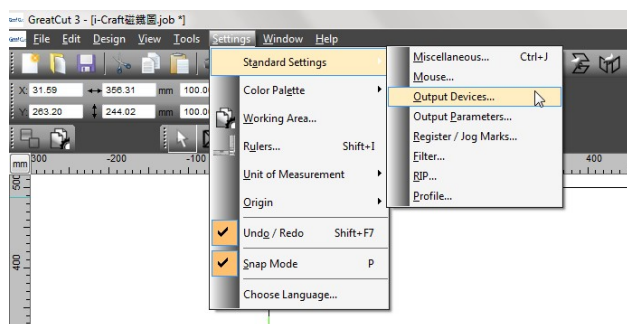 GreatCut 3 - [i-Craft磁鐵圖.job *]
File Edit Design View Tools Settings Window Help
X: 31.59 356.31 mm 100.0
Y: 263.20 244.02 mm 100.0
mm 300 -200 -100 400
500
400
Standard Settings
Color Palette
Working Area...
Rulers... Shift+I
Unit of Measurement
Origin
Undo / Redo Shift+F7
Snap Mode P
Choose Language...
Miscellaneous... Ctrl+J
Mouse...
Output Devices...
Output Parameters...
Register / Jog Marks...
Filter...
RIP...
Profile...